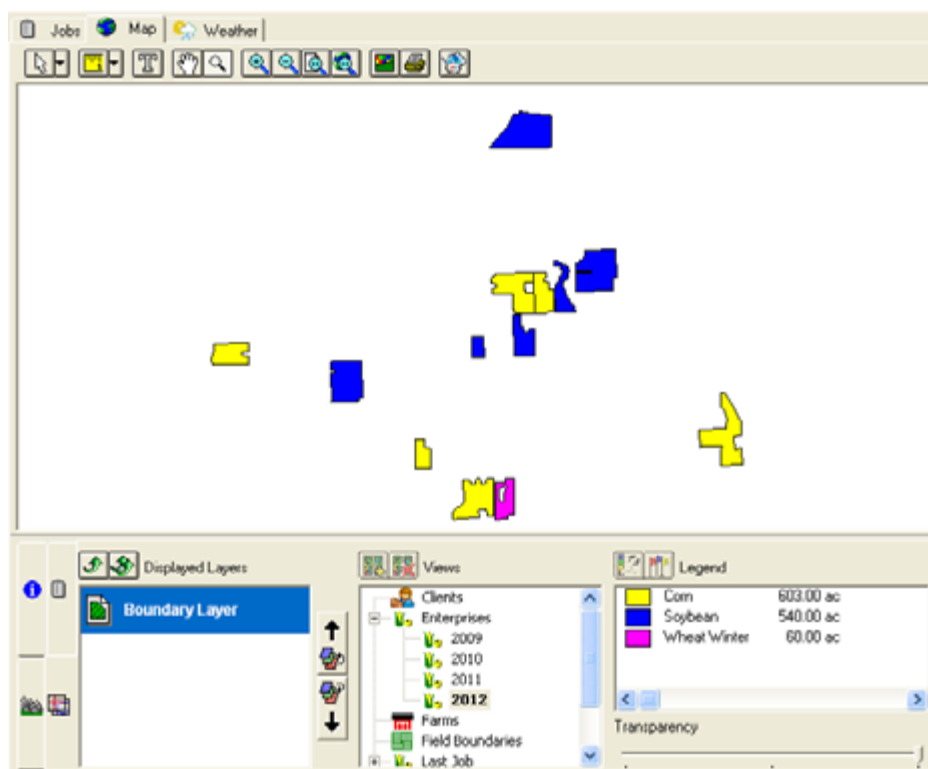 Jobs Map Weather
Displayed Layers
Boundary Layer
Views
Clients
Enterprises
2009
2010
2011
2012
Farms
Field Boundaries
Last Job
Legend
Corn 603.00 ac
Soybean 540.00 ac
Wheat Winter 60.00 ac
Transparency